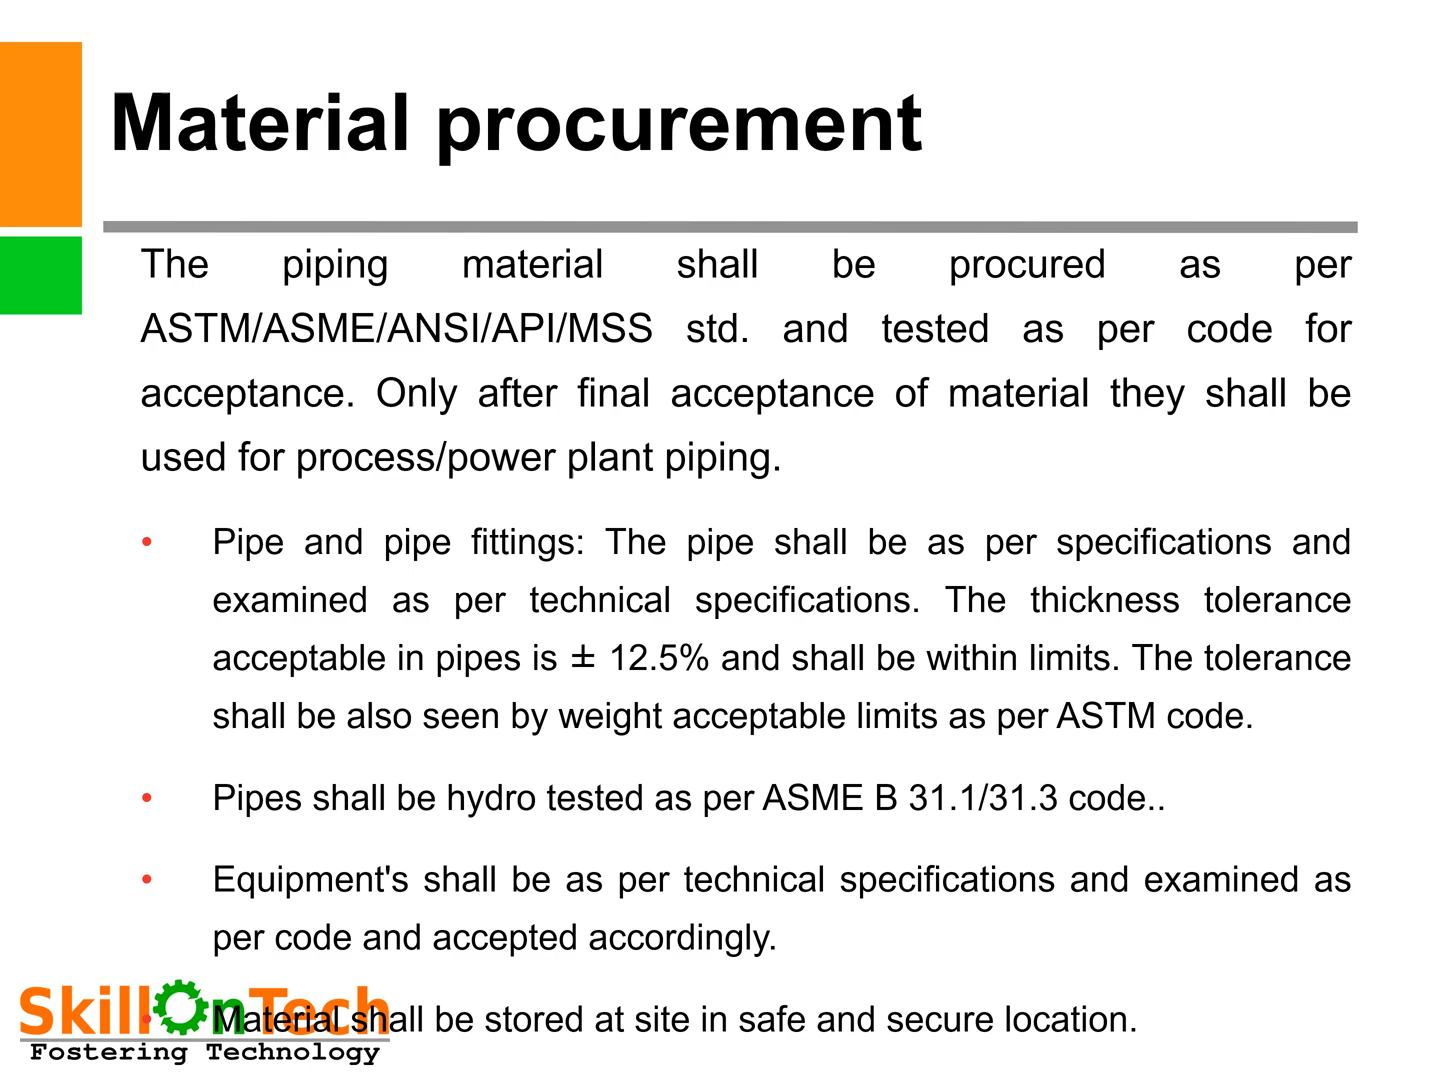 Material procurement
The piping material shall be procured as per
ASTM/ASME/ANSI/API/MSS std. and tested as per code for
acceptance. Only after final acceptance of material they shall be
used for process/power plant piping.
• Pipe and pipe fittings: The pipe shall be as per specifications and
examined as per technical specifications. The thickness tolerance
acceptable in pipes is ± 12.5% and shall be within limits. The tolerance
shall be also seen by weight acceptable limits as per ASTM code.
• Pipes shall be hydro tested as per ASME B 31.1/31.3 code..
• Equipment's shall be as per technical specifications and examined as
per code and accepted accordingly.
• Material shall be stored at site in safe and secure location.
SkillOnTech
Fostering Technology